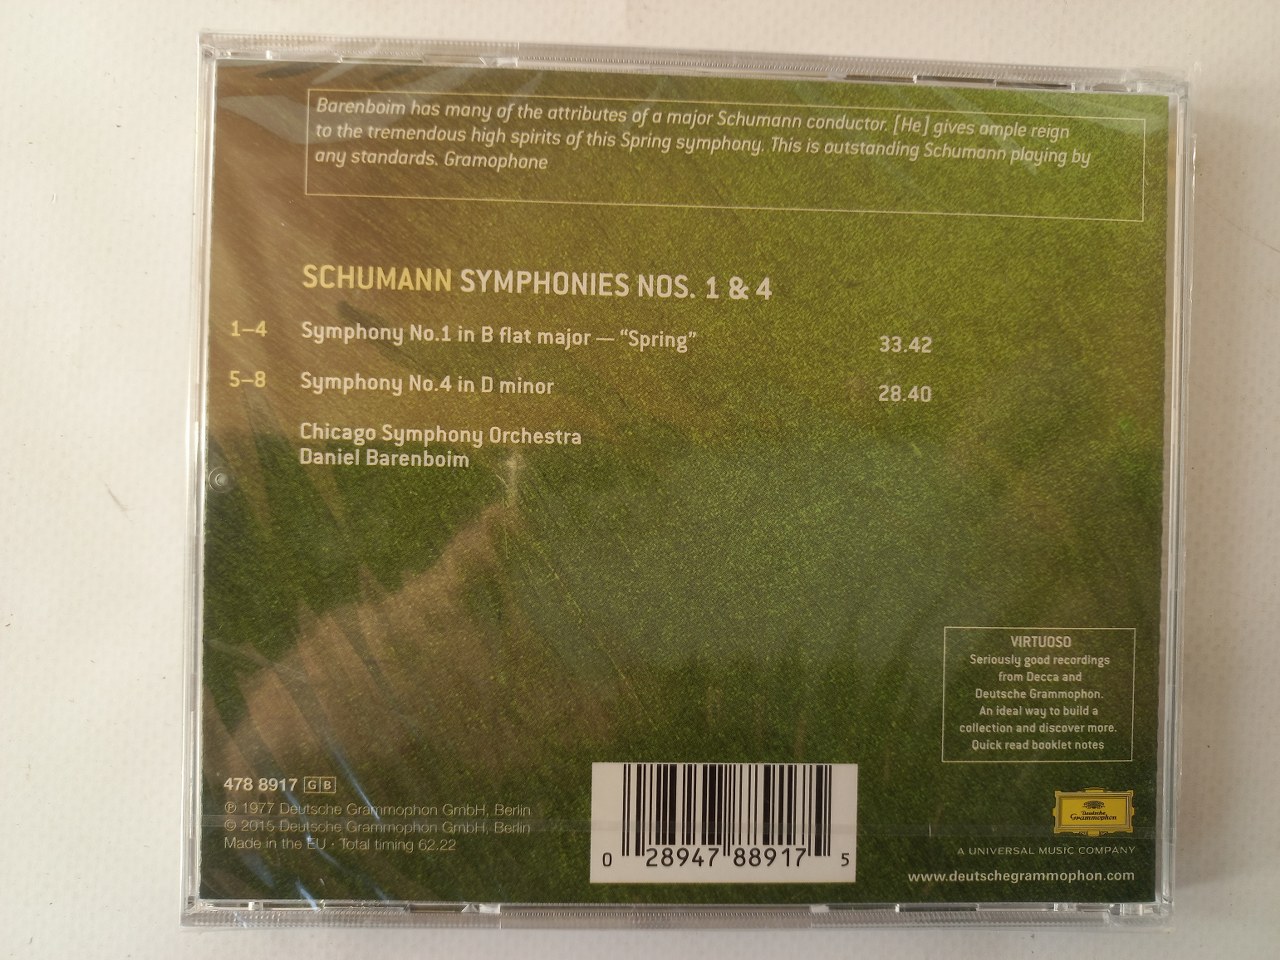 Barenboim has many of the attributes of a major Schumann conductor. [He] gives ample reign
to the tremendous high spirits of this Spring symphony. This is outstanding Schumann playing by
any standards. Gramophone
SCHUMANN SYMPHONIES NOS. 1 & 4
1–4 Symphony No.1 in B flat major — “Spring” 33.42
5–8 Symphony No.4 in D minor 28.40
Chicago Symphony Orchestra
Daniel Barenboim
VIRTUOSO
Seriously good recordings
from Decca and
Deutsche Grammophon.
An ideal way to build a
collection and discover more.
Quick read booklet notes
478 8917 G B
℗ 1977 Deutsche Grammophon GmbH, Berlin
© 2015 Deutsche Grammophon GmbH, Berlin
Made in the EU · Total timing 62.22
0 28947 88917 5
Deutsche
Grammophon
A UNIVERSAL MUSIC COMPANY
www.deutschegrammophon.com